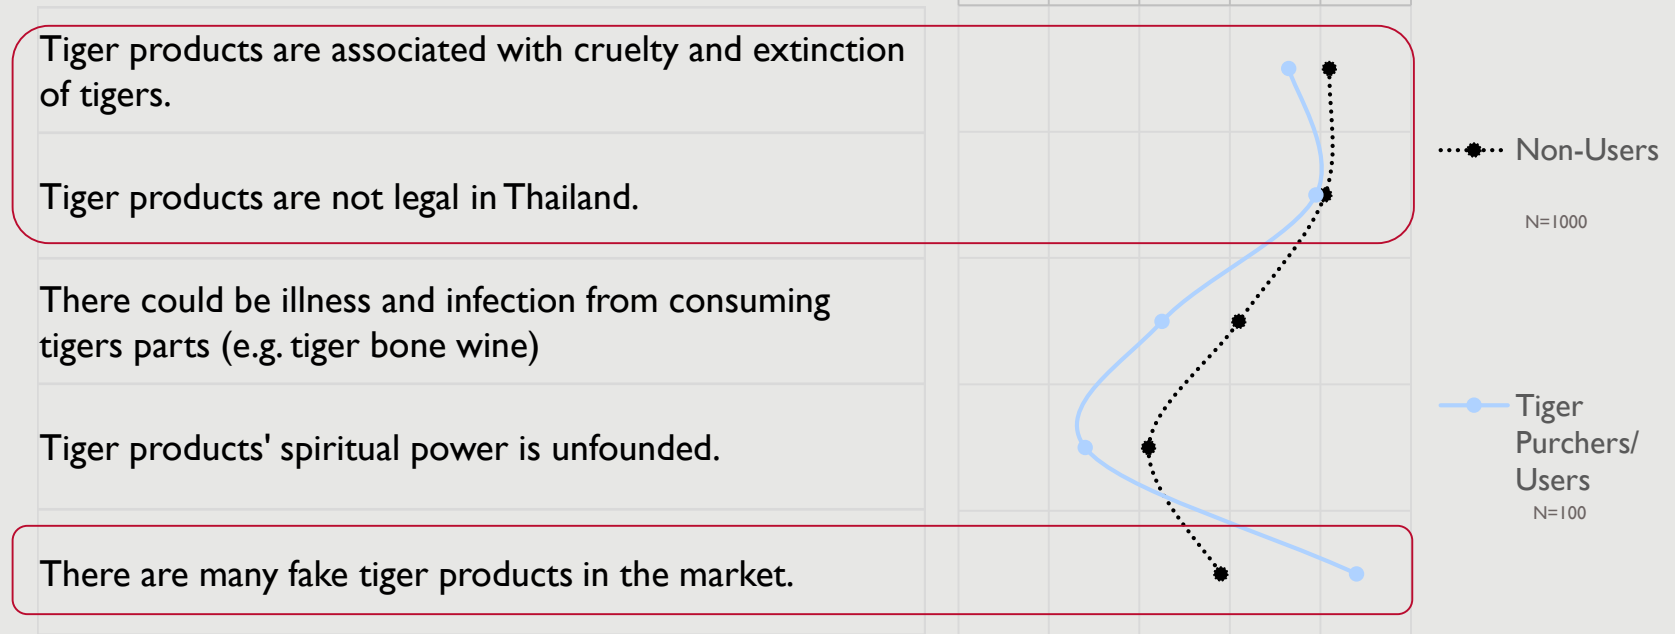 Tiger products are associated with cruelty and extinction
of tigers.
Tiger products are not legal in Thailand.
There could be illness and infection from consuming
tigers parts (e.g. tiger bone wine)
Tiger products' spiritual power is unfounded.
There are many fake tiger products in the market.
Non-Users
N=1000
Tiger
Purchers/
Users
N=100